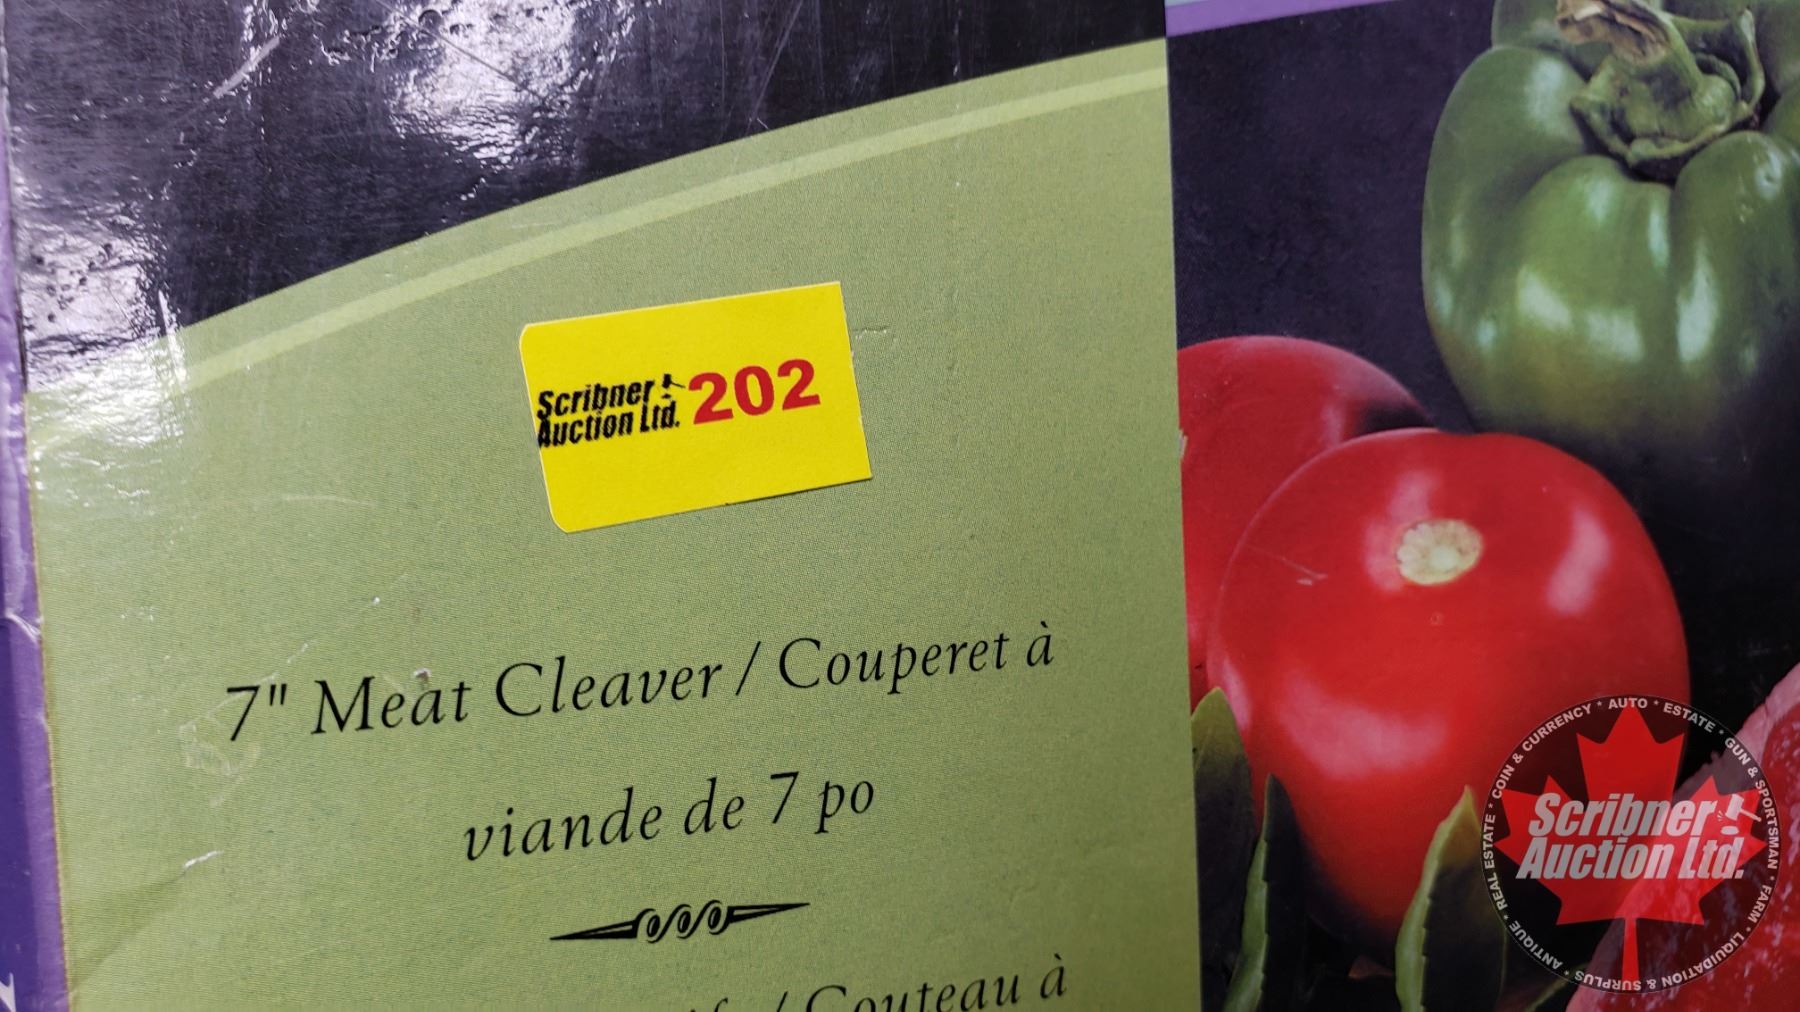 Scribner
Auction Ltd.
202
7" Meat Cleaver / Couperet à
viande de 7 po
/ Couteau à
Scribner
Auction Ltd.
ANTIQUE * REAL ESTATE * COIN & CURRENCY * AUTO * ESTATE * GUN & SPORTSMAN * FARM * LIQUIDATION & SURPLUS *